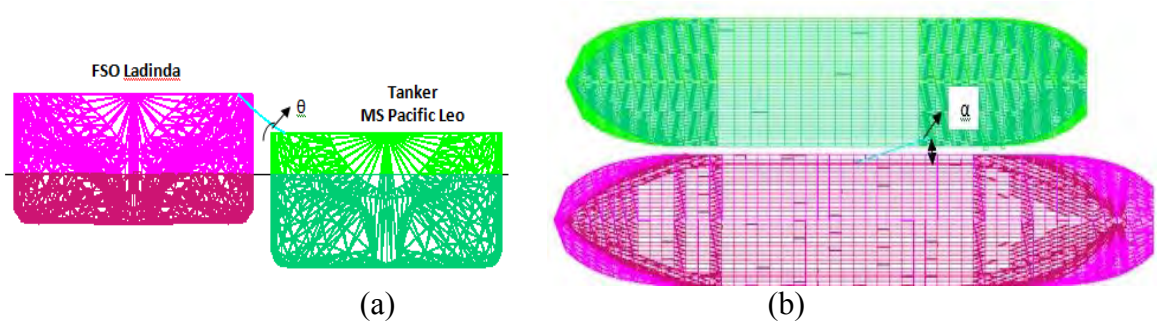 FSO Ladinda
Tanker
MS Pacific Leo
θ
α
(a)
(b)